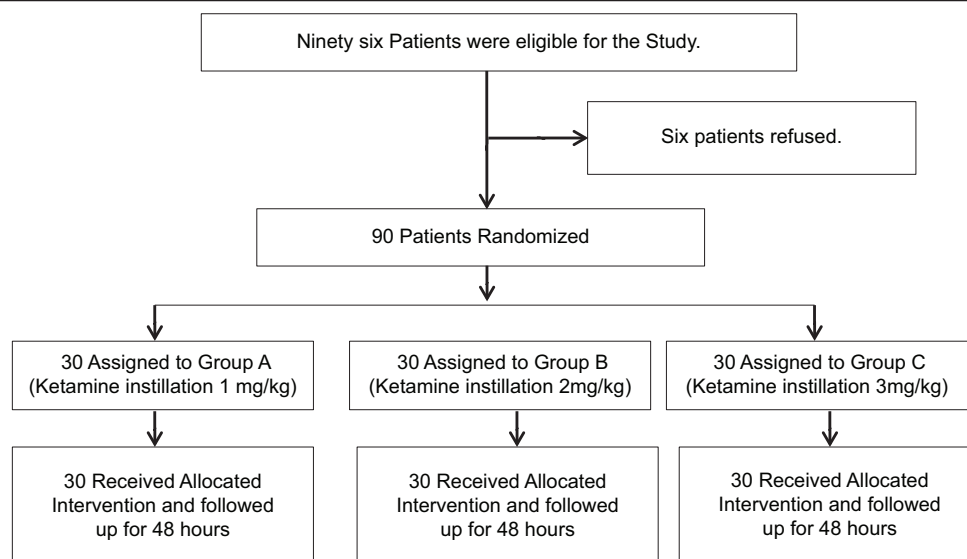 Ninety six Patients were eligible for the Study.
Six patients refused.
90 Patients Randomized
30 Assigned to Group A
(Ketamine instillation 1 mg/kg)
30 Assigned to Group B
(Ketamine instillation 2mg/kg)
30 Assigned to Group C
(Ketamine instillation 3mg/kg)
30 Received Allocated
Intervention and followed
up for 48 hours
30 Received Allocated
Intervention and followed
up for 48 hours
30 Received Allocated
Intervention and followed
up for 48 hours